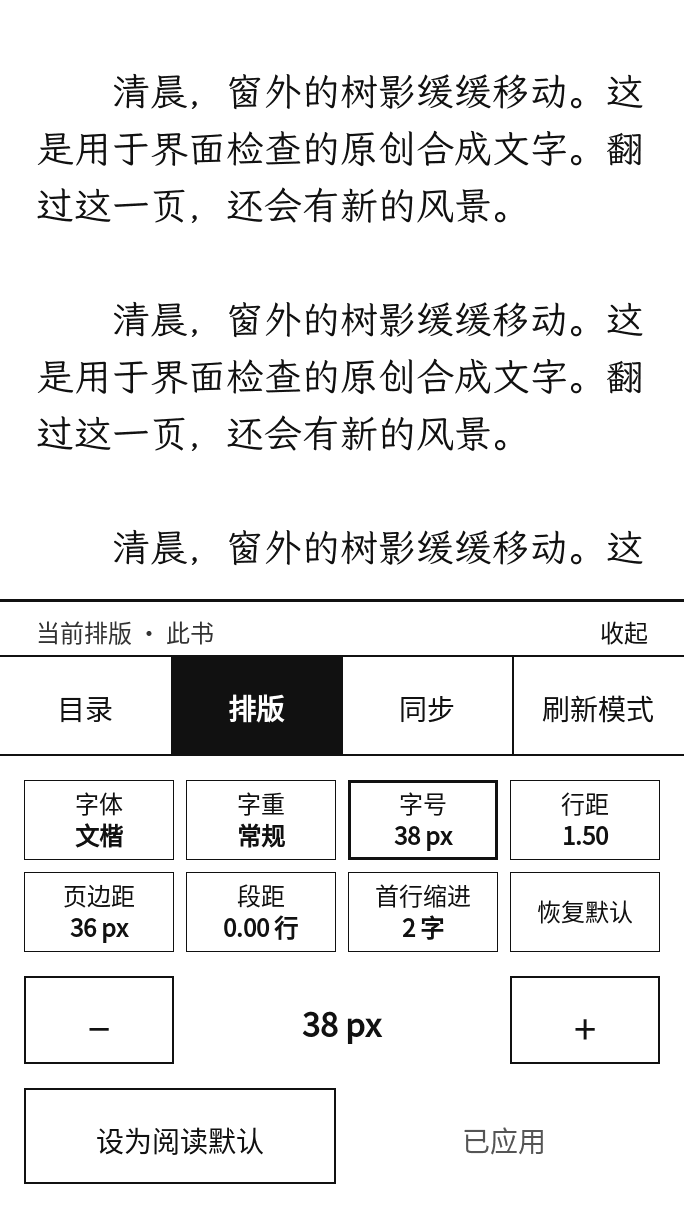 清晨，窗外的树影缓缓移动。这
是用于界面检查的原创合成文字。翻
过这一页，还会有新的风景。
清晨，窗外的树影缓缓移动。这
是用于界面检查的原创合成文字。翻
过这一页，还会有新的风景。
清晨，窗外的树影缓缓移动。这
当前排版 · 此书 收起
目录 排版 同步 刷新模式
字体 字重 字号 行距
文楷 常规 38 px 1.50
页边距 段距 首行缩进 恢复默认
36 px 0.00 行 2 字
− 38 px +
设为阅读默认 已应用